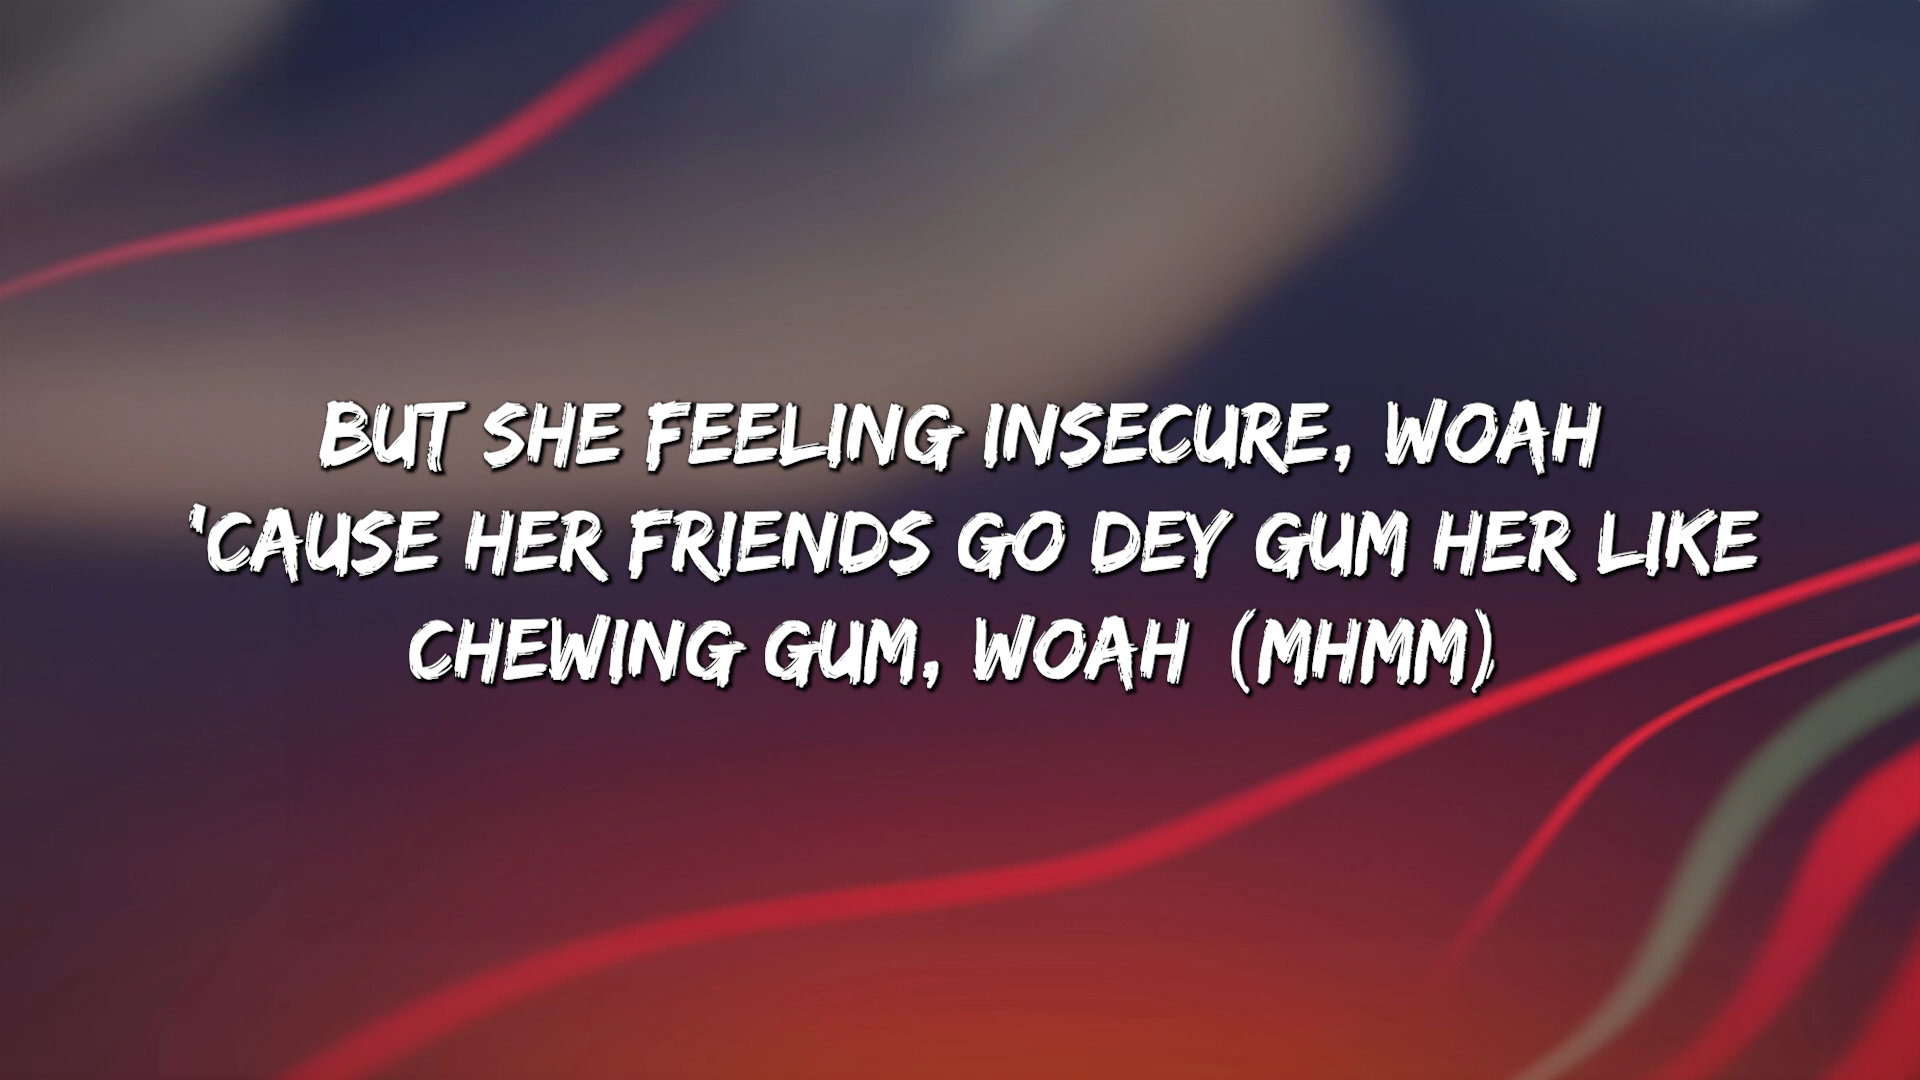 BUT SHE FEELING INSECURE, WOAH
'CAUSE HER FRIENDS GO DEY GUM HER LIKE
CHEWING GUM, WOAH (MHMM)